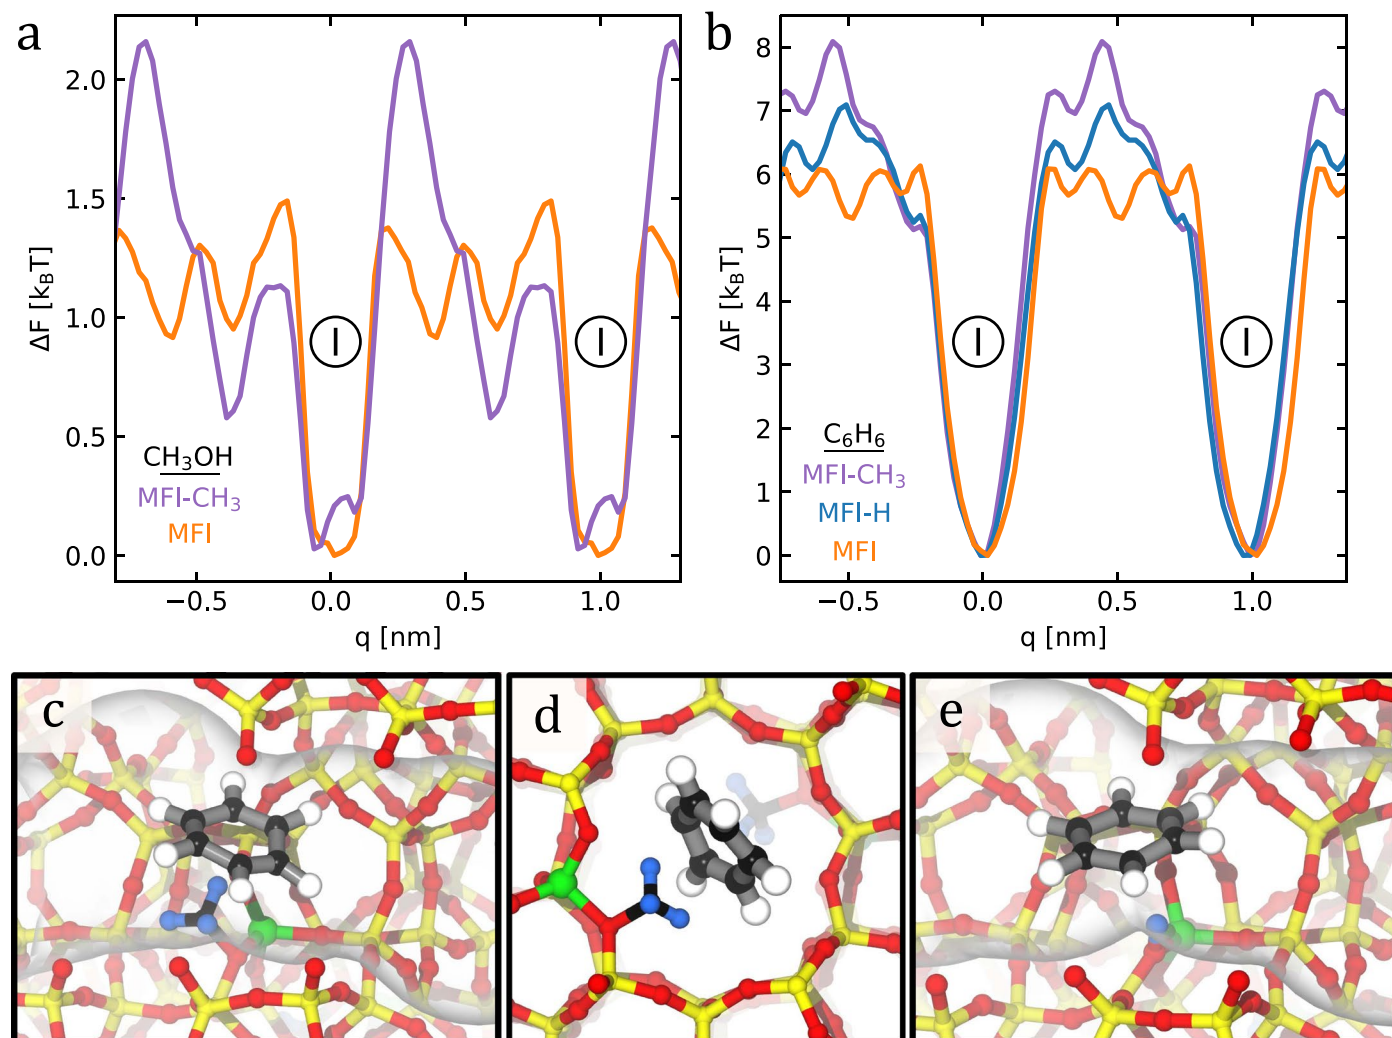 a
2.0
1.5
1.0
0.5
0.0
ΔF [k_BT]
I
I
CH₃OH
MFI-CH₃
MFI
−0.5
0.0
0.5
1.0
q [nm]
b
8
7
6
5
4
3
2
1
0
ΔF [k_BT]
I
I
C₆H₆
MFI-CH₃
MFI-H
MFI
−0.5
0.0
0.5
1.0
q [nm]
c
d
e